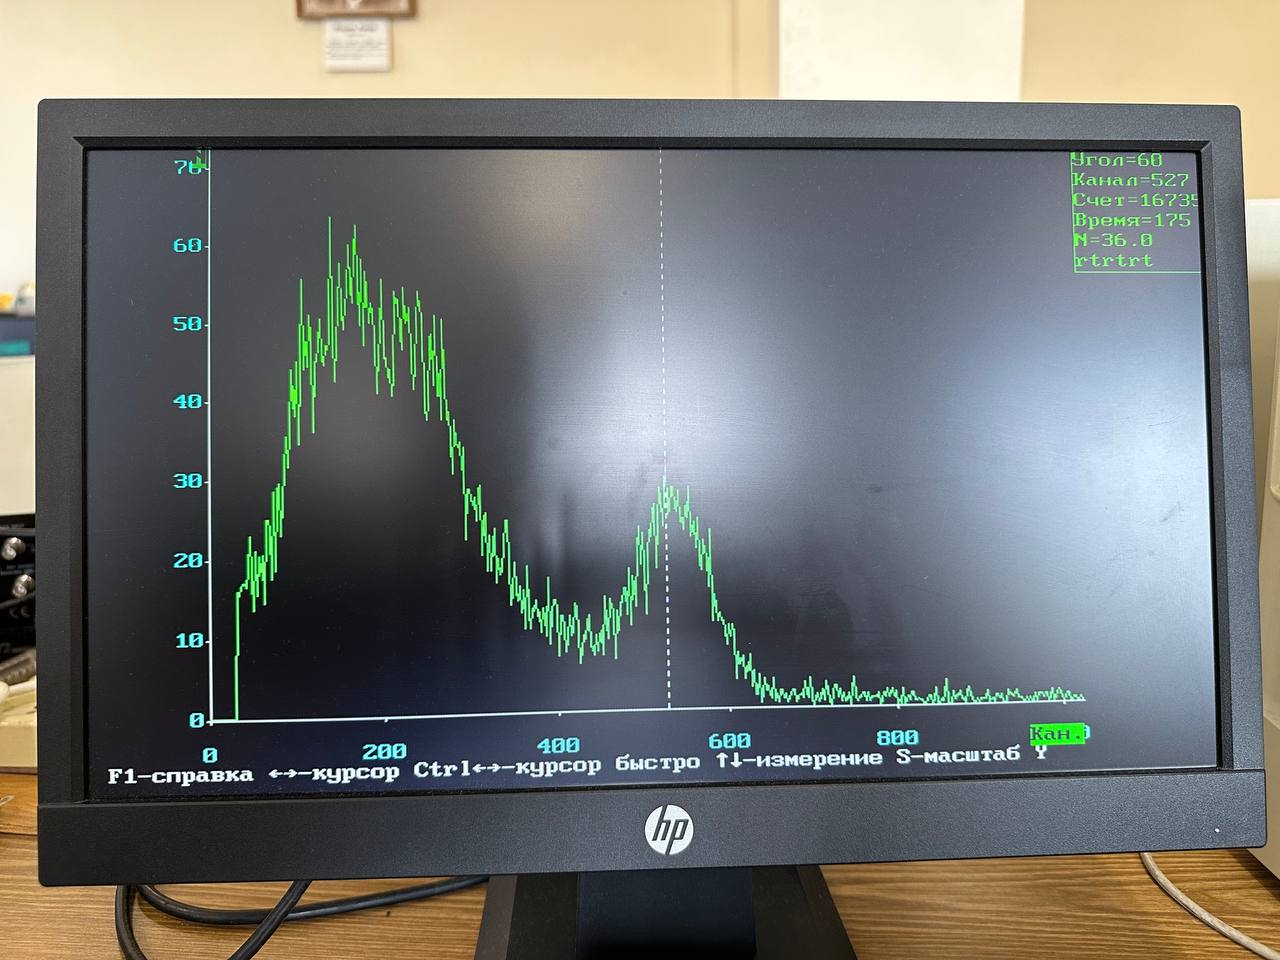 Угол=60
Канал=527
Счет=16735
Время=175
N=36.0
rtrtrt
60
50
40
30
20
10
0
0 200 400 600 800 Кан.
F1-справка ←→-курсор Ctrl←→-курсор быстро ↑↓-измерение S-масштаб Y
hp